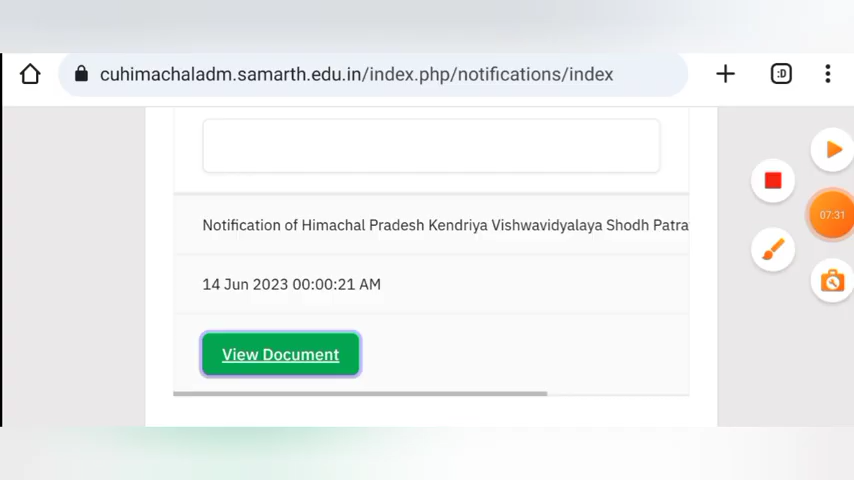 cuhimachaladm.samarth.edu.in/index.php/notifications/index
:D
Notification of Himachal Pradesh Kendriya Vishwavidyalaya Shodh Patra
07:31
14 Jun 2023 00:00:21 AM
View Document